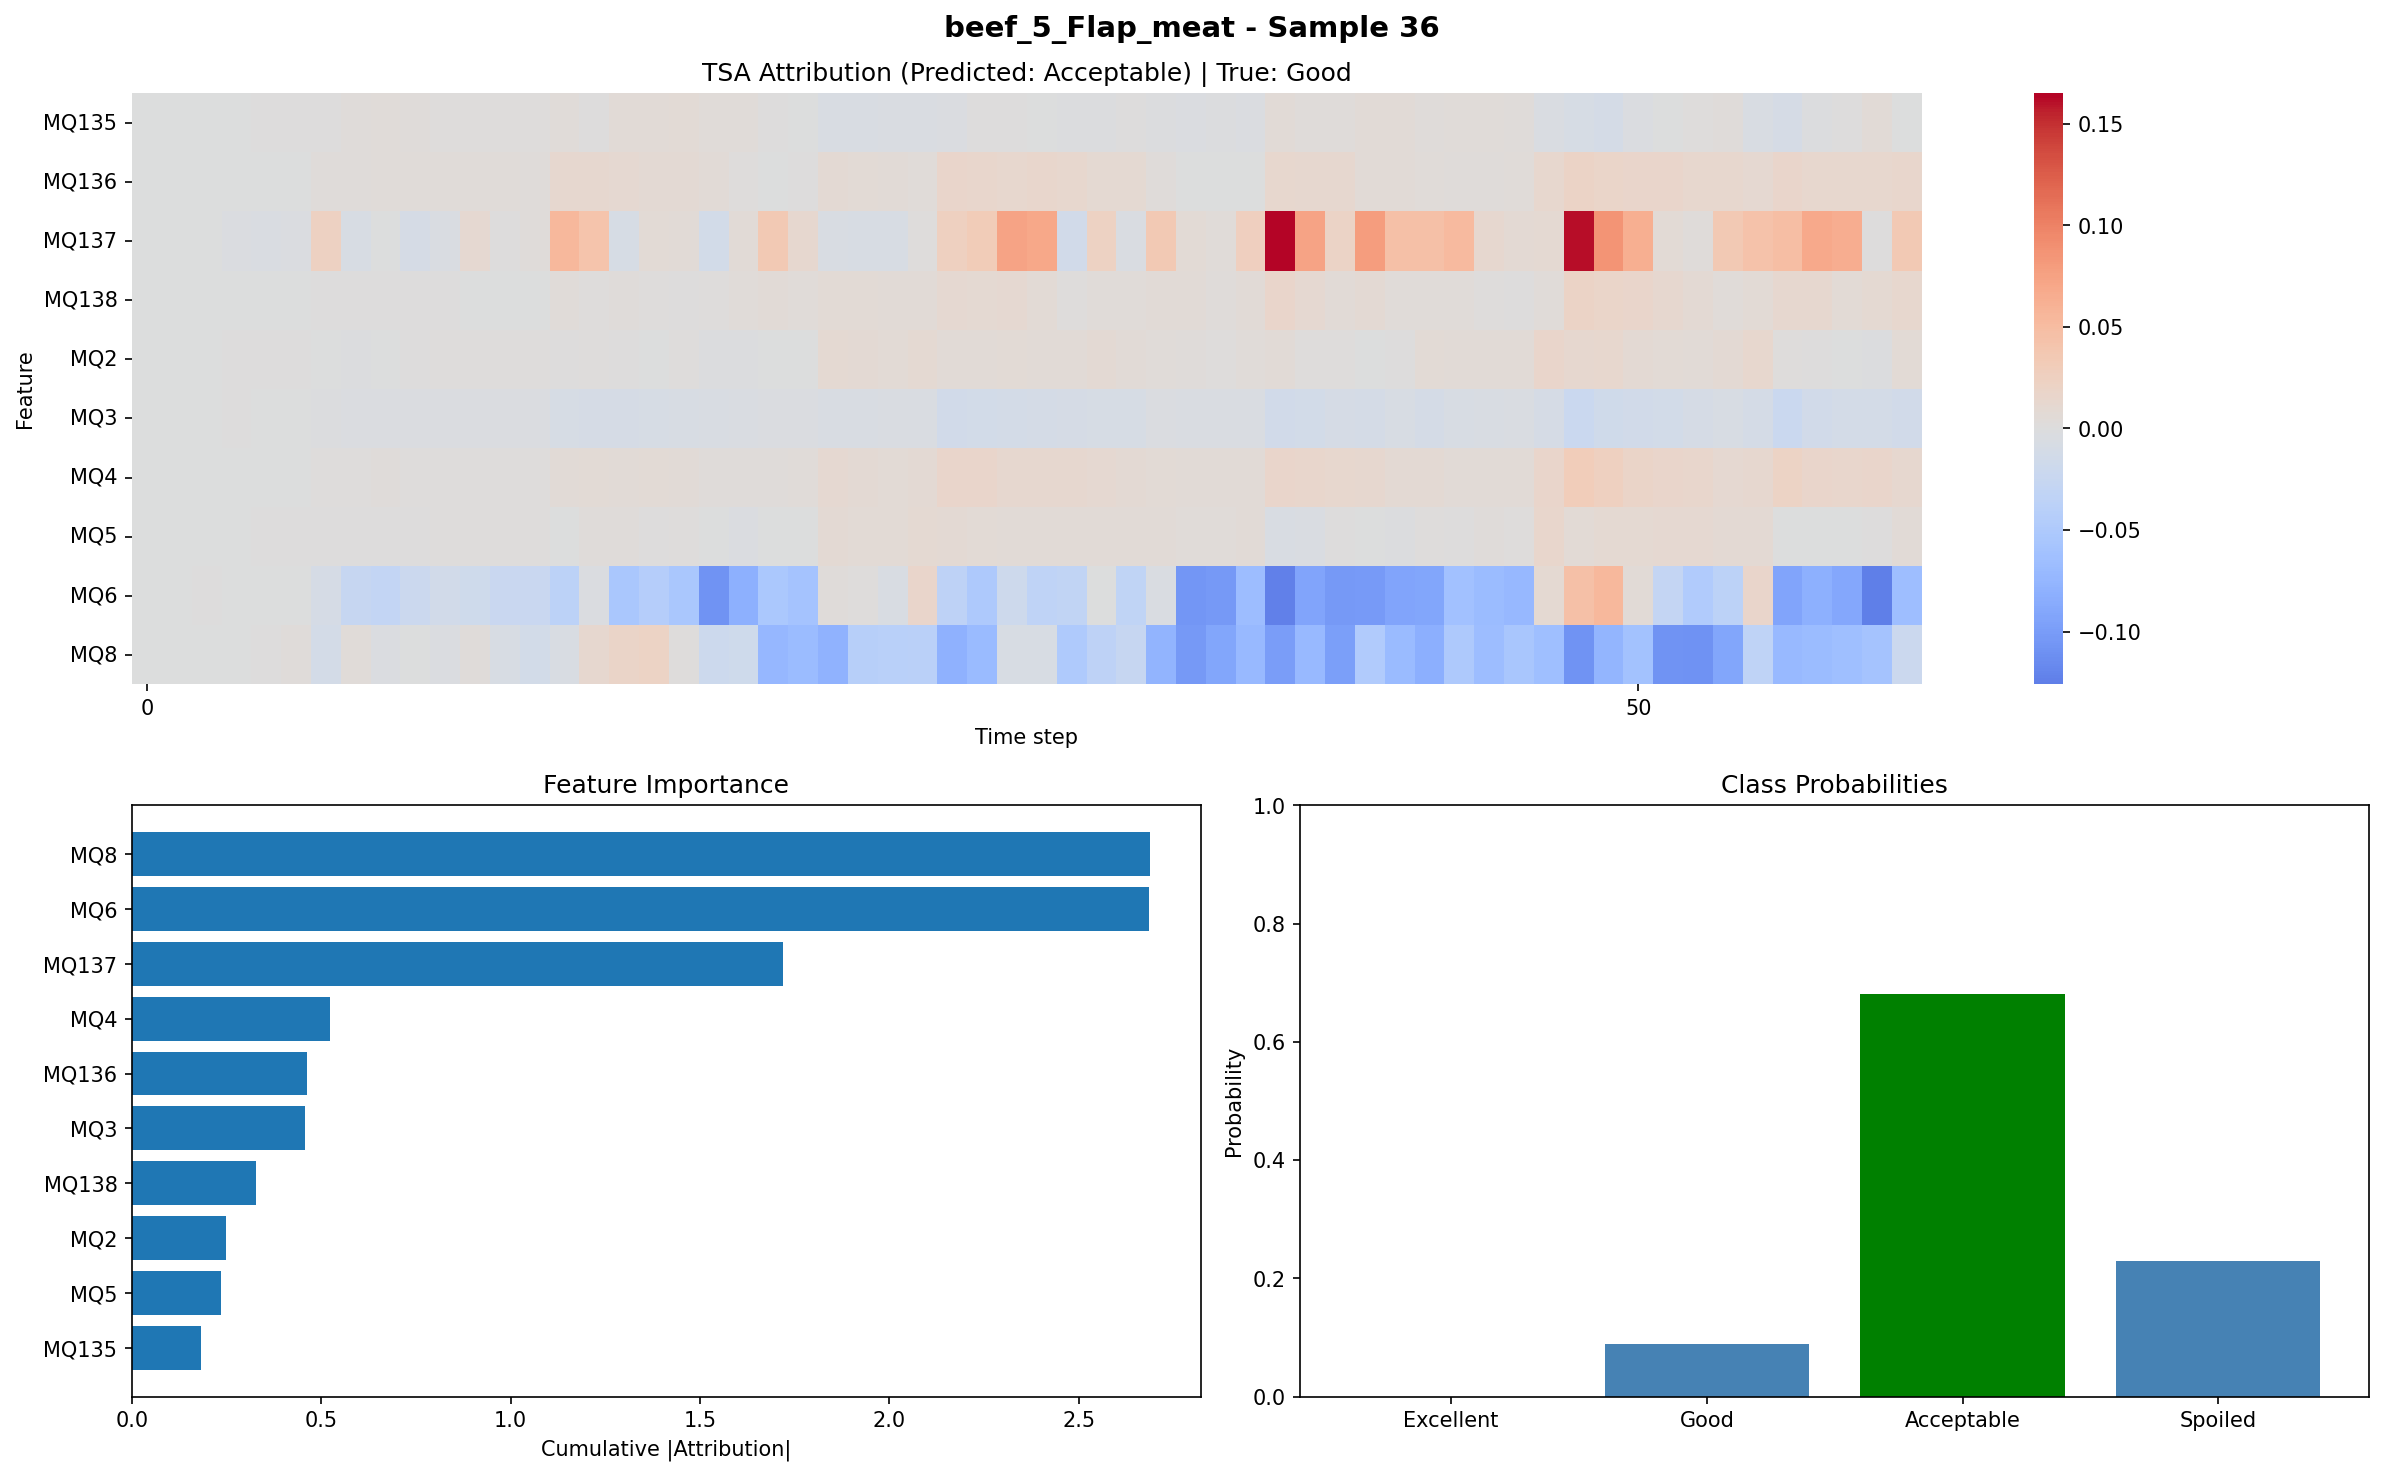 beef_5_Flap_meat - Sample 36
TSA Attribution (Predicted: Acceptable) | True: Good
Feature
MQ135
MQ136
MQ137
MQ138
MQ2
MQ3
MQ4
MQ5
MQ6
MQ8
0
50
Time step
0.15
0.10
0.05
0.00
−0.05
−0.10
Feature Importance
MQ8
MQ6
MQ137
MQ4
MQ136
MQ3
MQ138
MQ2
MQ5
MQ135
0.0 0.5 1.0 1.5 2.0 2.5
Cumulative |Attribution|
Class Probabilities
Probability
1.0
0.8
0.6
0.4
0.2
0.0
Excellent Good Acceptable Spoiled